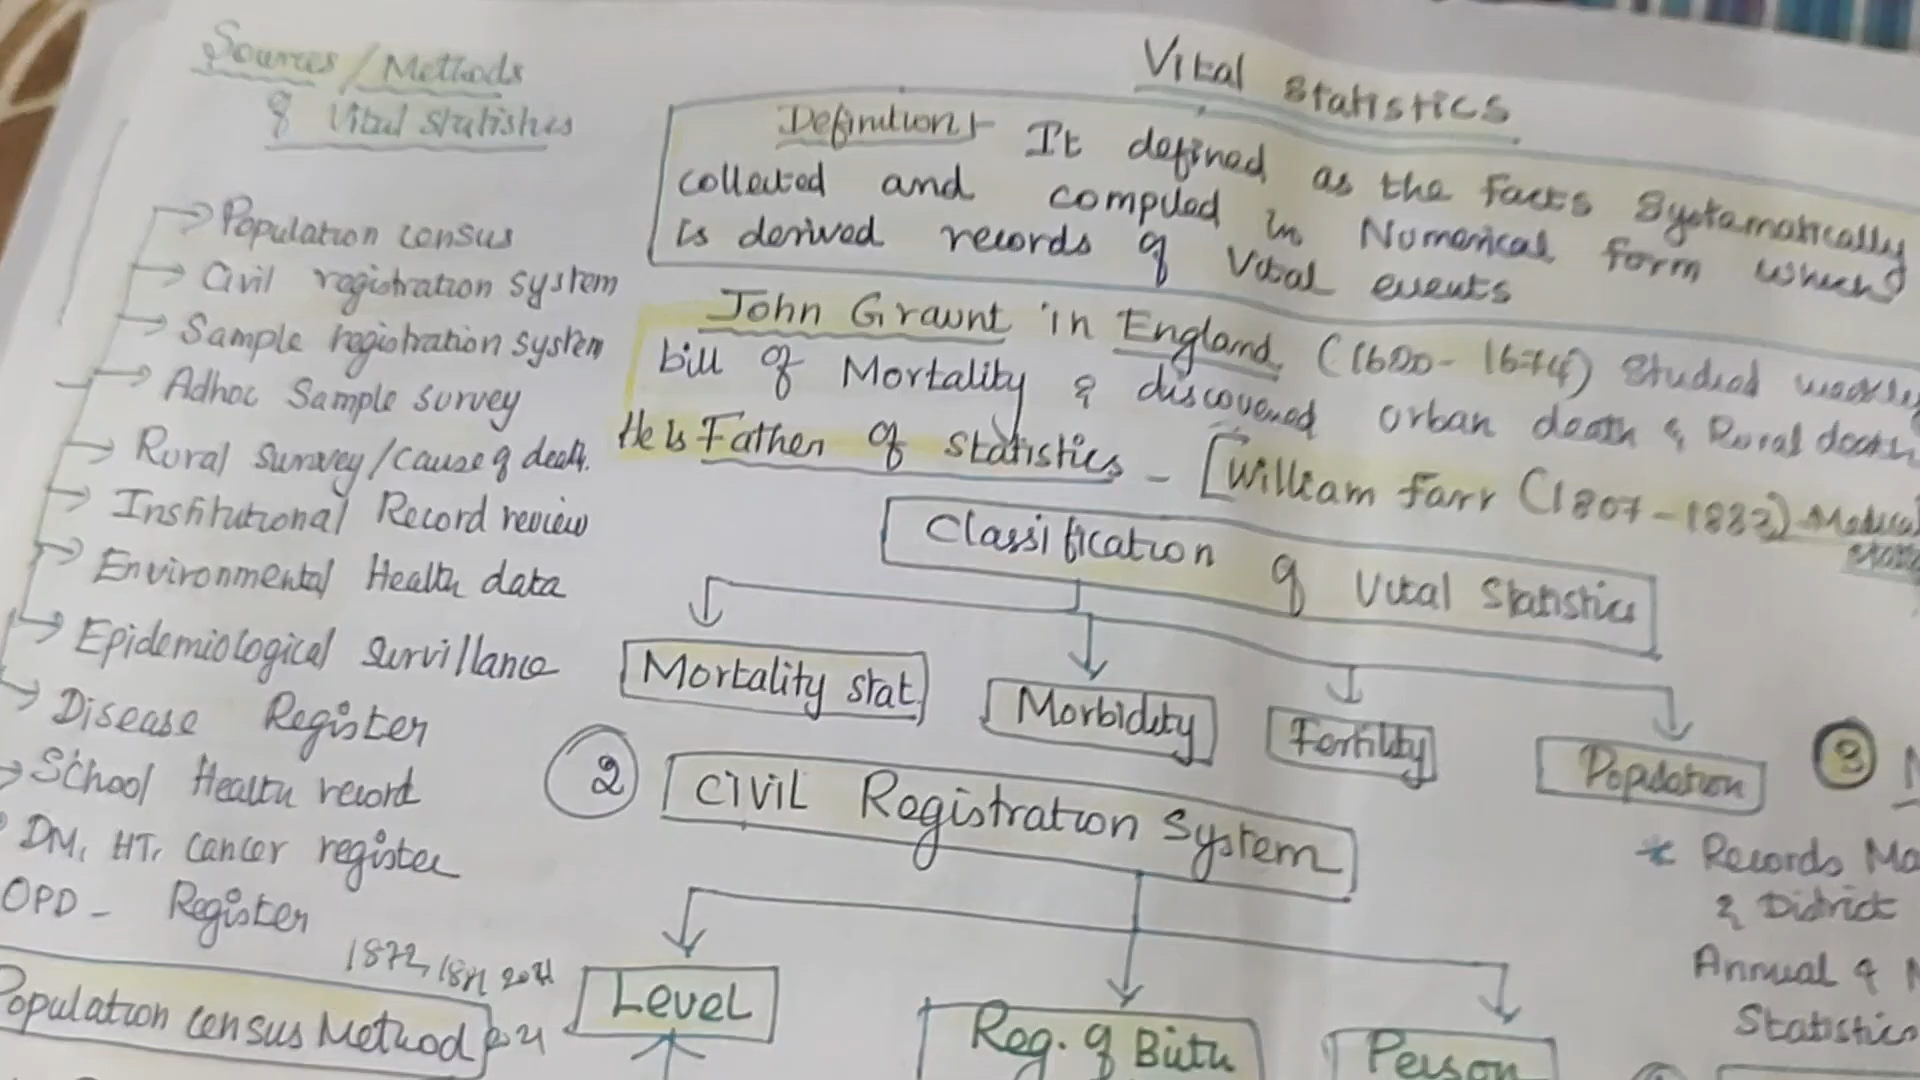 Sources/Methods
of Vital statistics
Population census
Civil registration system
Sample registration system
Adhoc Sample survey
Rural Survey/cause of death.
Institutional Record review
Environmental Health data
Epidemiological Survillance
Disease Register
School Health record
DM, HT, cancer register
OPD - Register
1872, 1881
Population census Method
Vital Statistics
Definition:- It defined as the facts systamatically
collected and compiled in Numerical form which
is derived records of Vital events
John Graunt in England (1620-1674) Studied weekly
bill of Mortality & discovered urban death & Rural death
He is Father of Statistics - [William Farr (1807-1883) Medical
Classification of Vital Statistics
Mortality stat.
Morbidity
Fertility
Population
2
Civil Registration System
Level
Reg. of Birth
Person
3
* Records
& District
Annual &
Statistics